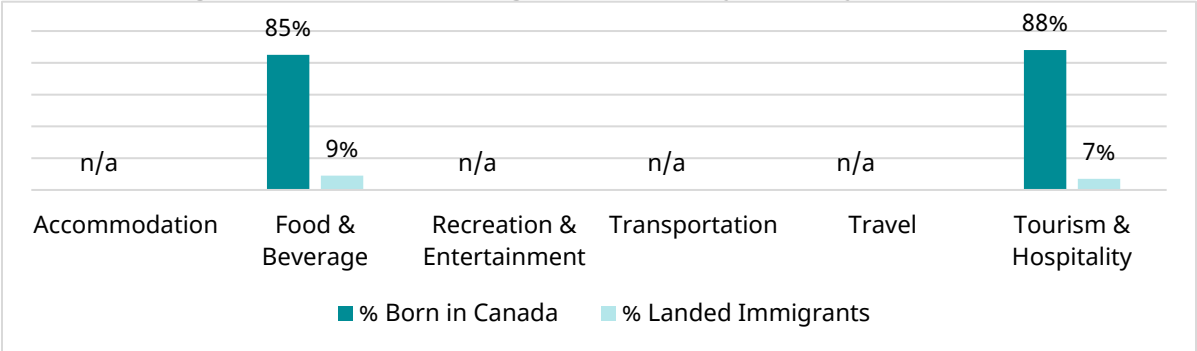 85%
88%
9%
7%
n/a
n/a
n/a
n/a
Accommodation
Food &
Beverage
Recreation &
Entertainment
Transportation
Travel
Tourism &
Hospitality
% Born in Canada
% Landed Immigrants